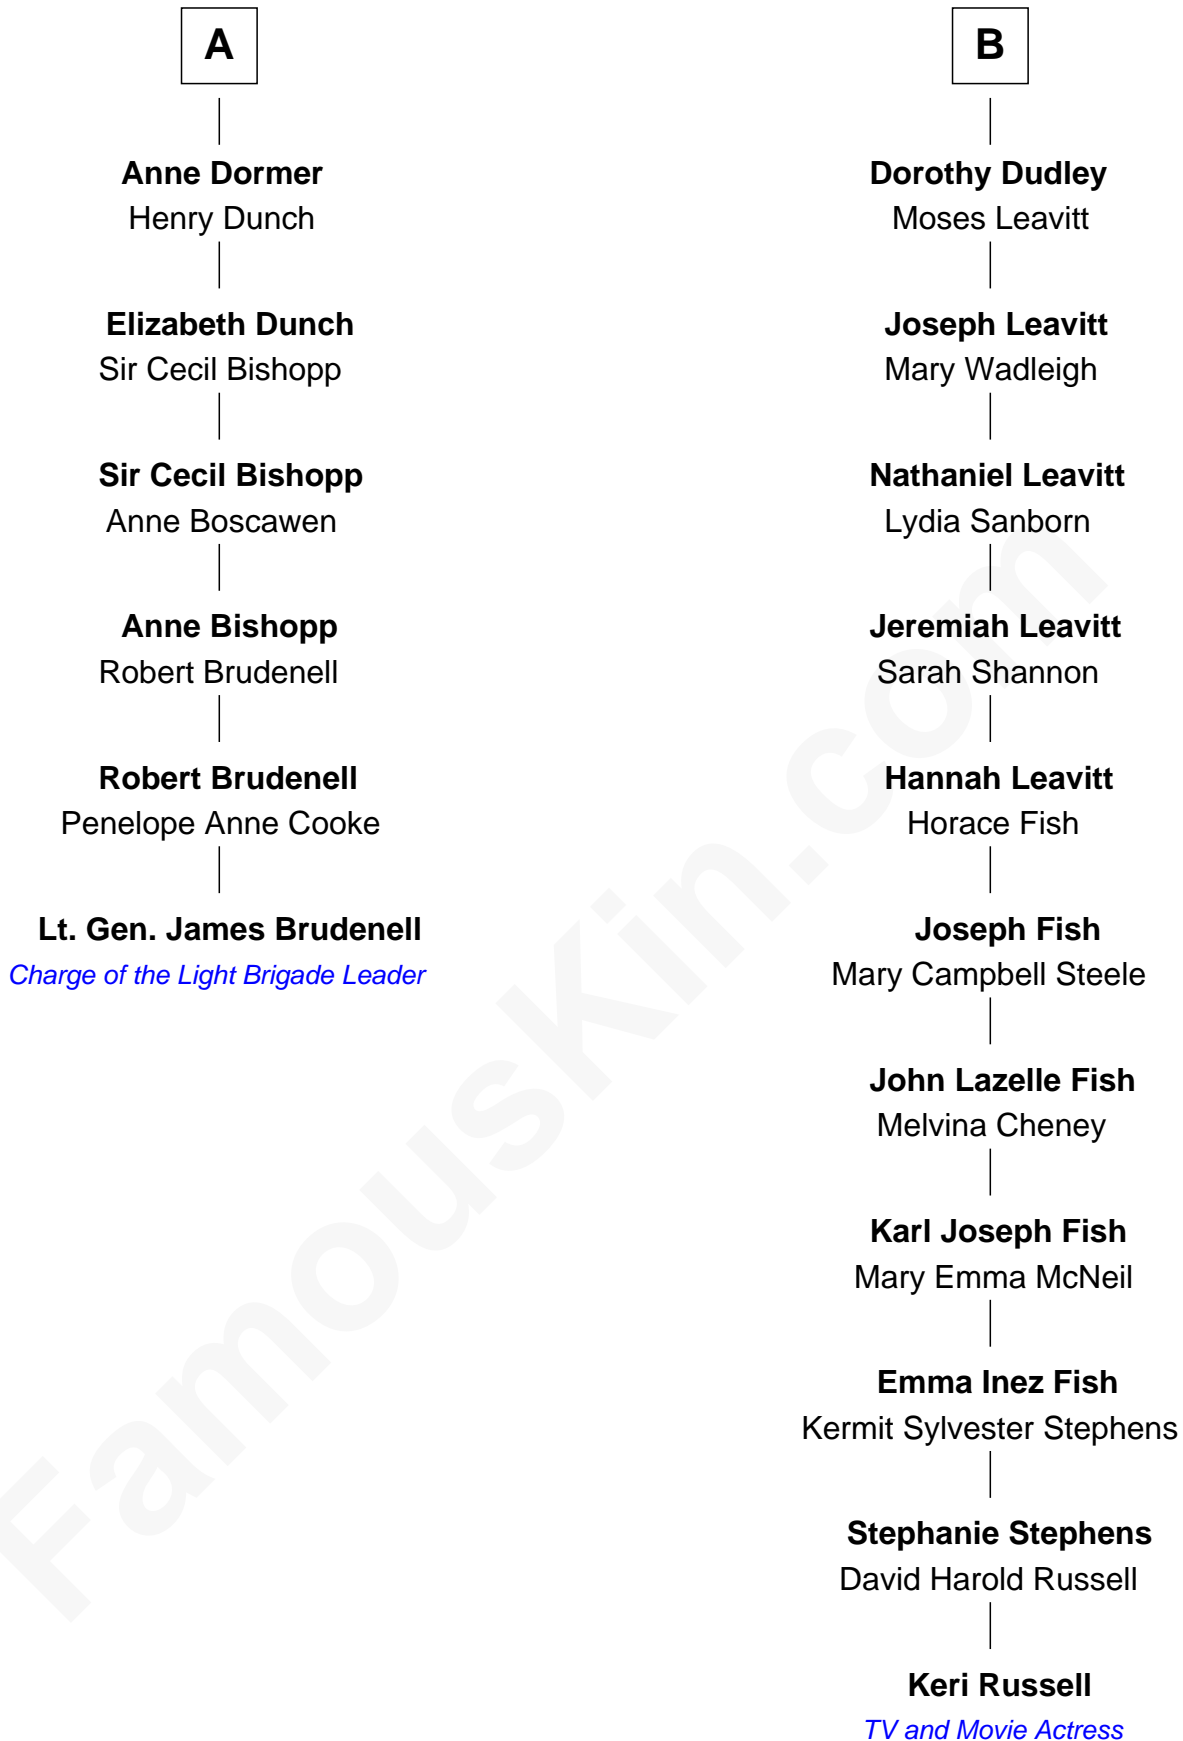 A
Anne Dormer
Henry Dunch
Elizabeth Dunch
Sir Cecil Bishopp
Sir Cecil Bishopp
Anne Boscawen
Anne Bishopp
Robert Brudenell
Robert Brudenell
Penelope Anne Cooke
Lt. Gen. James Brudenell
Charge of the Light Brigade Leader
B
Dorothy Dudley
Moses Leavitt
Joseph Leavitt
Mary Wadleigh
Nathaniel Leavitt
Lydia Sanborn
Jeremiah Leavitt
Sarah Shannon
Hannah Leavitt
Horace Fish
Joseph Fish
Mary Campbell Steele
John Lazelle Fish
Melvina Cheney
Karl Joseph Fish
Mary Emma McNeil
Emma Inez Fish
Kermit Sylvester Stephens
Stephanie Stephens
David Harold Russell
Keri Russell
TV and Movie Actress
FamousKin.com